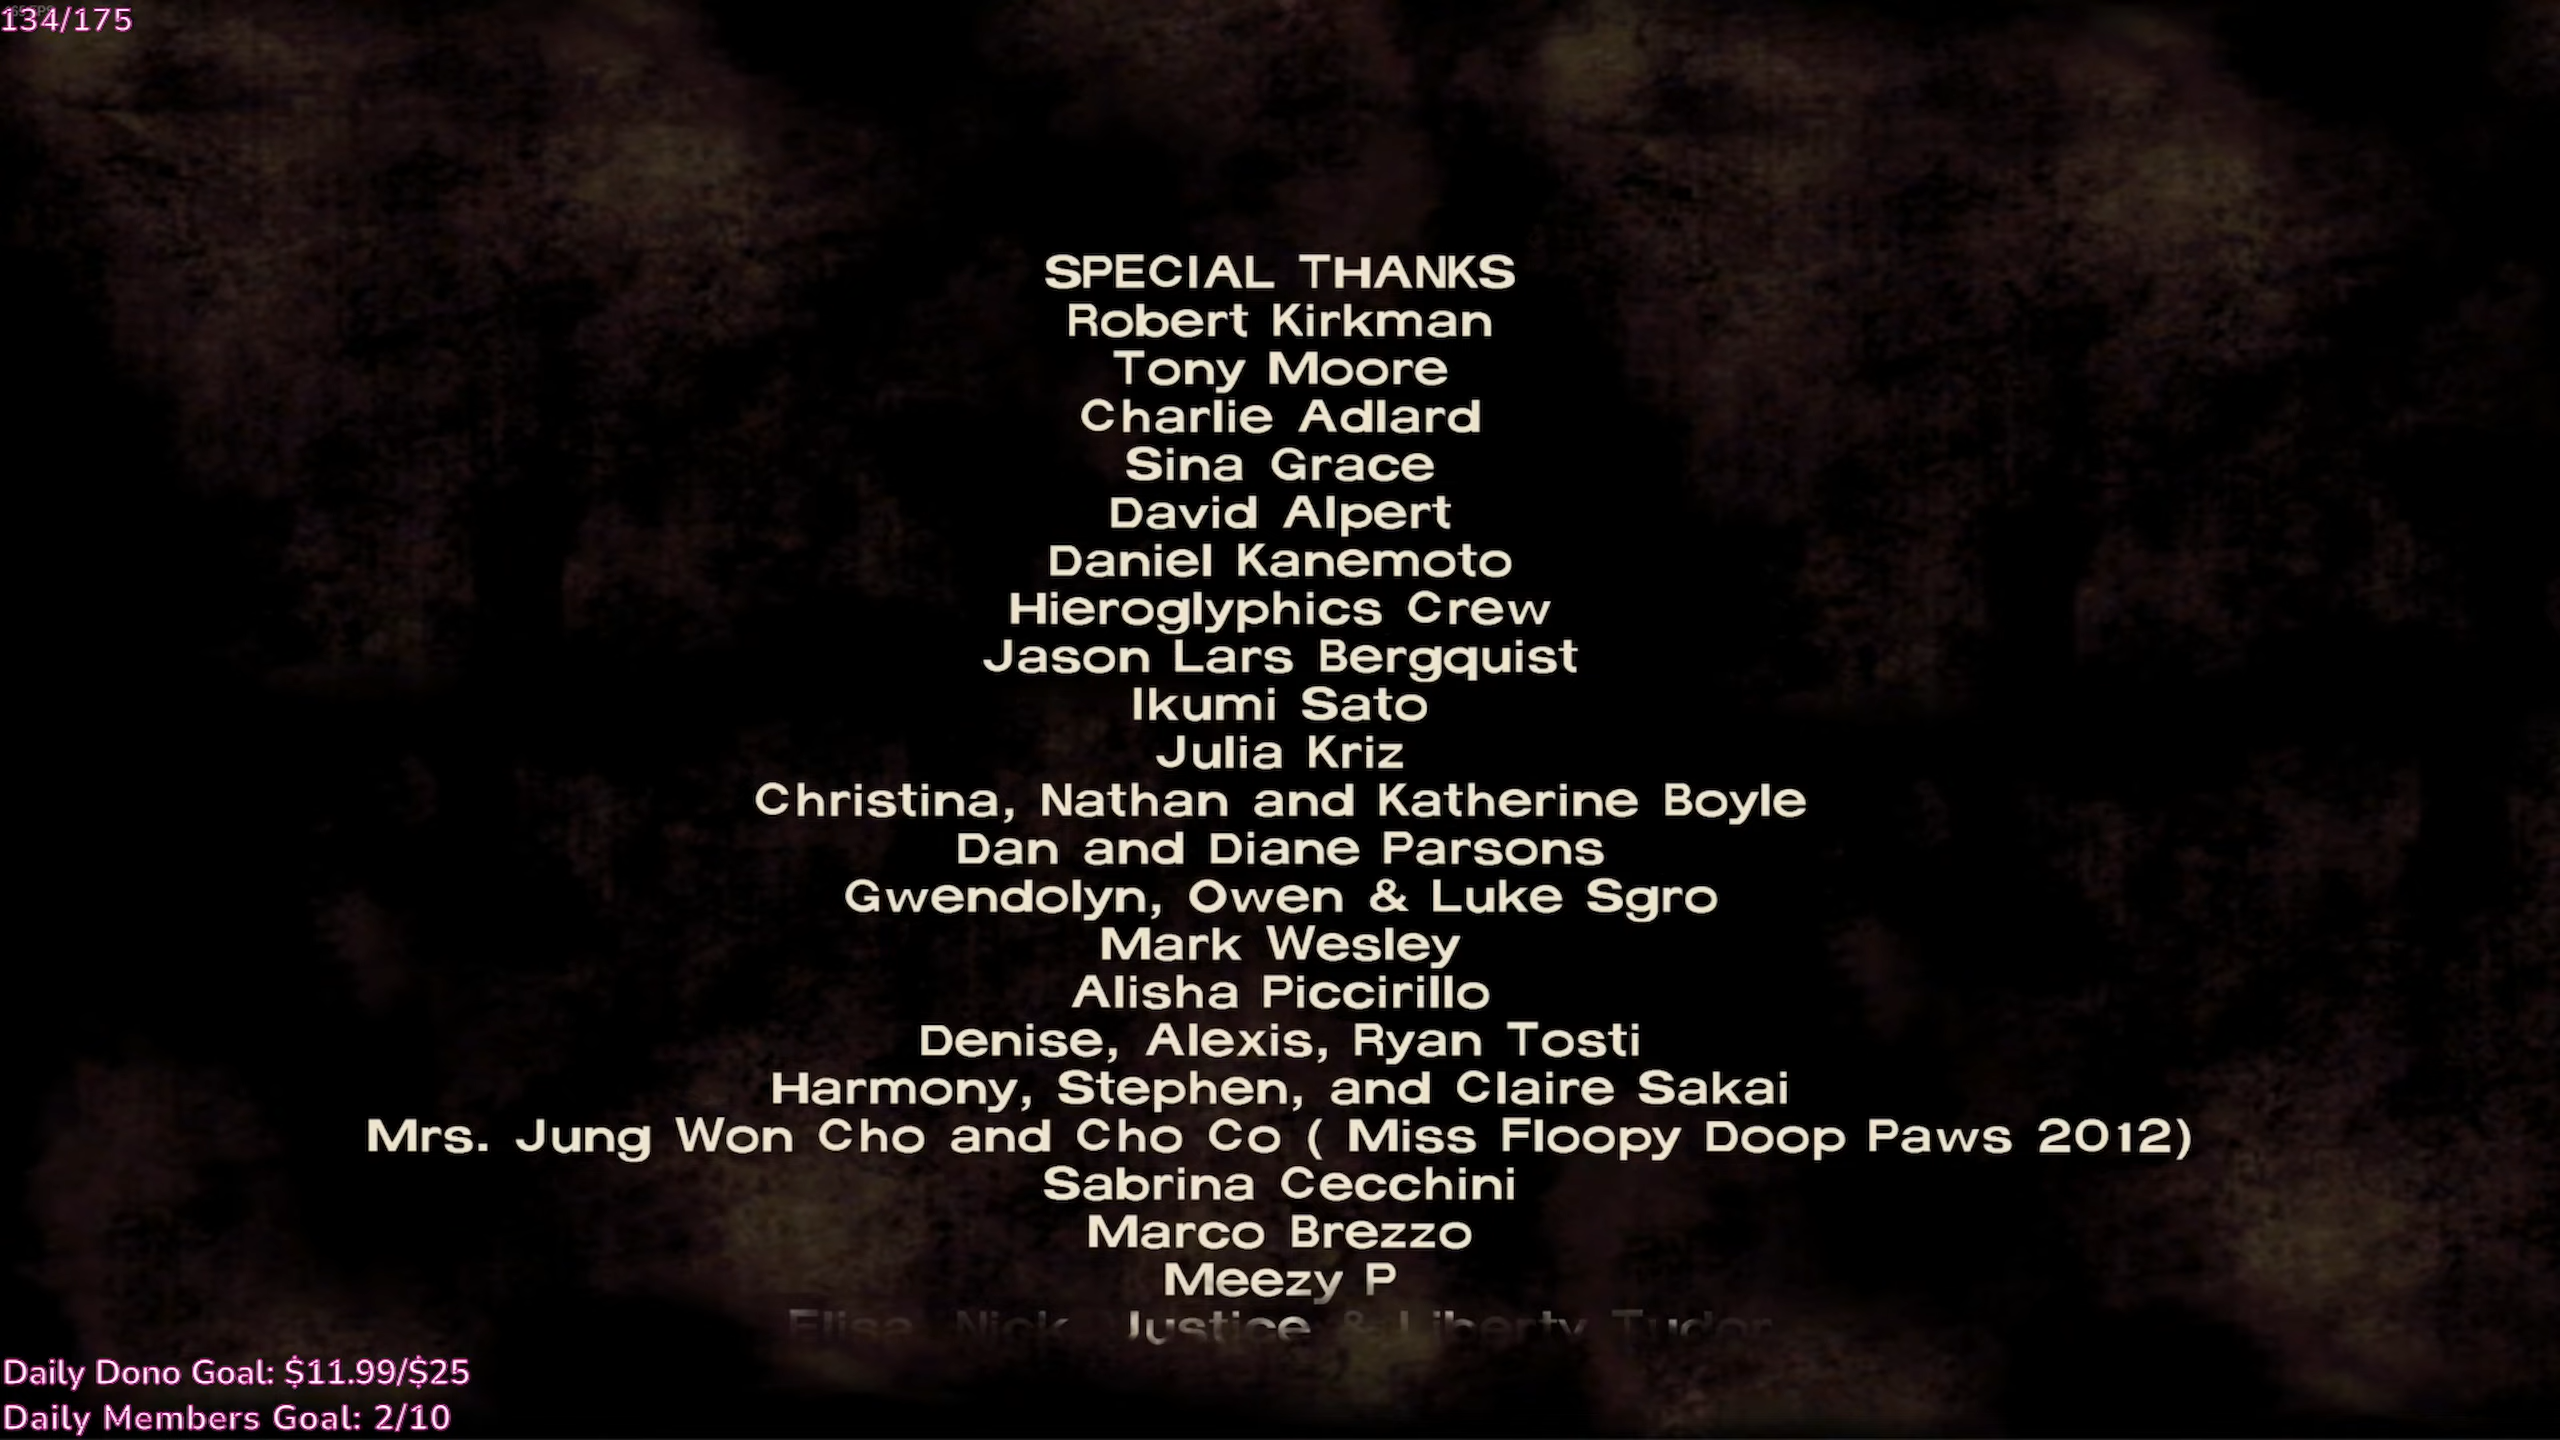 134/175
SPECIAL THANKS
Robert Kirkman
Tony Moore
Charlie Adlard
Sina Grace
David Alpert
Daniel Kanemoto
Hieroglyphics Crew
Jason Lars Bergquist
Ikumi Sato
Julia Kriz
Christina, Nathan and Katherine Boyle
Dan and Diane Parsons
Gwendolyn, Owen & Luke Sgro
Mark Wesley
Alisha Piccirillo
Denise, Alexis, Ryan Tosti
Harmony, Stephen, and Claire Sakai
Mrs. Jung Won Cho and Cho Co ( Miss Floopy Doop Paws 2012)
Sabrina Cecchini
Marco Brezzo
Meezy P
Elisa, Nick, Justice & Liberty Tudor
Daily Dono Goal: $11.99/$25
Daily Members Goal: 2/10